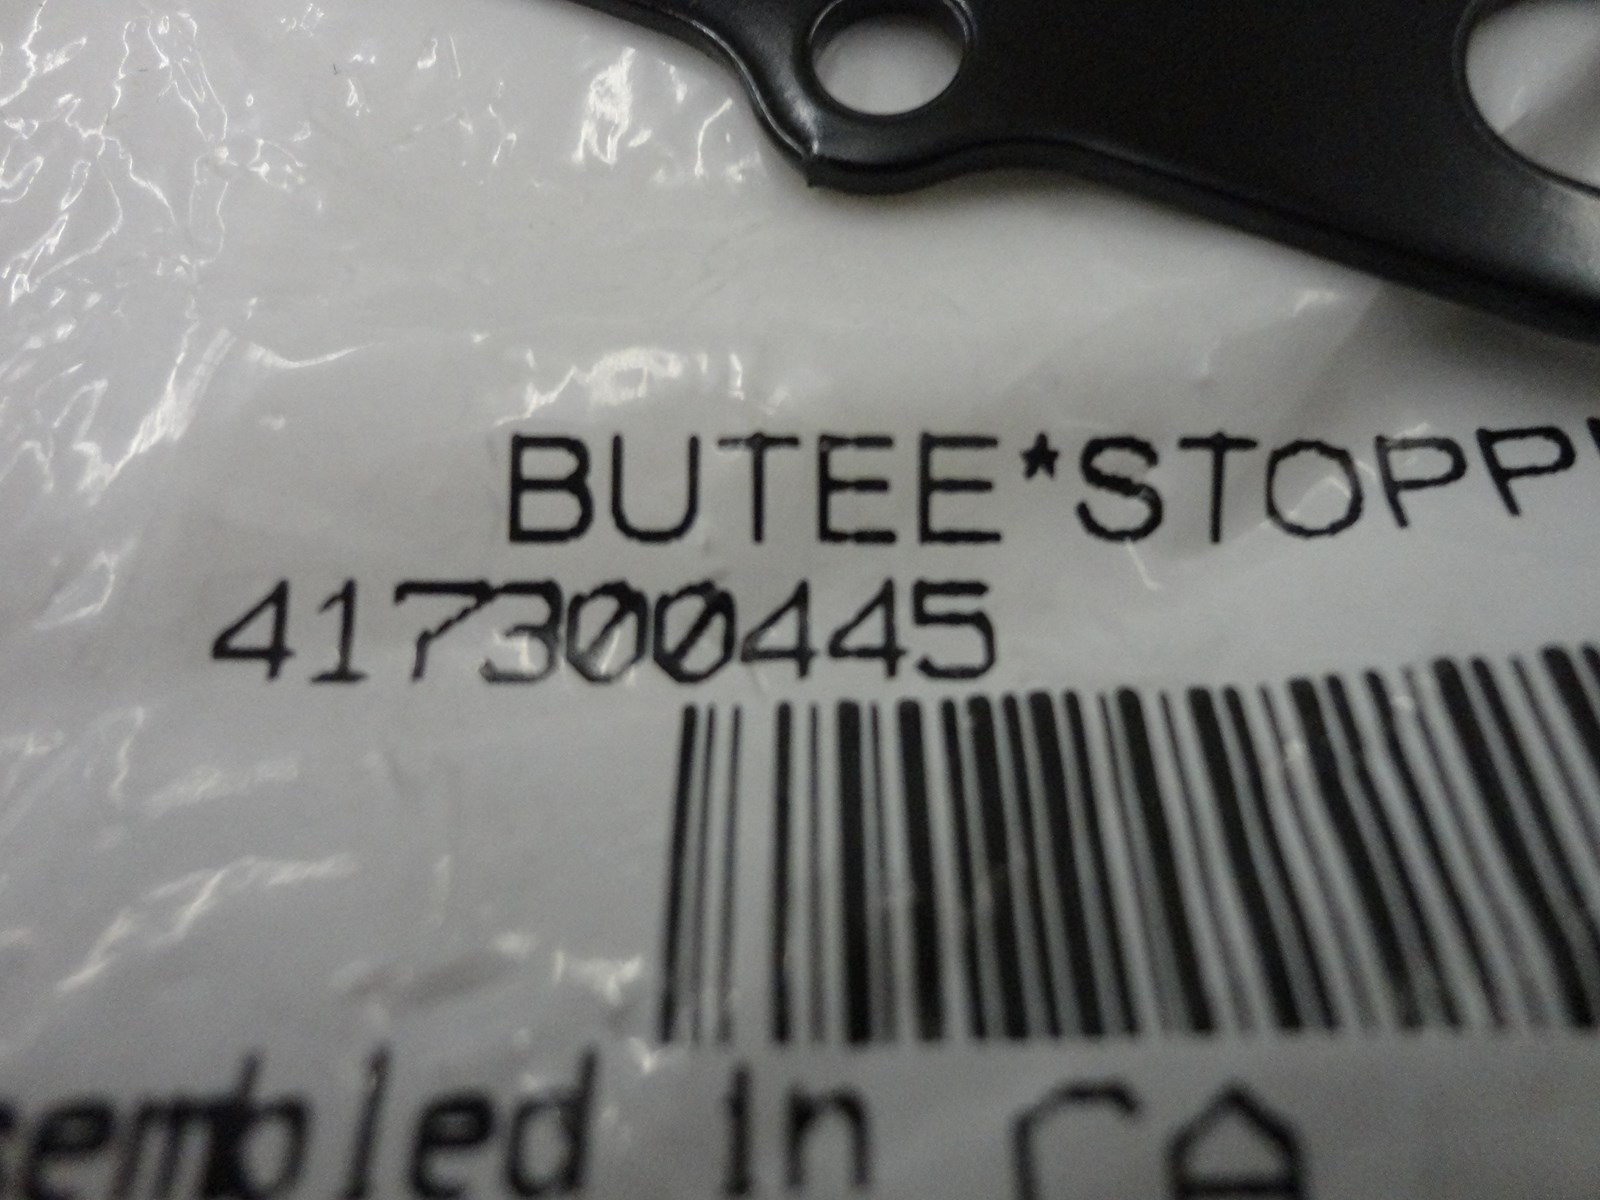 BUTEE*STOPP
417300445
sembled in CA